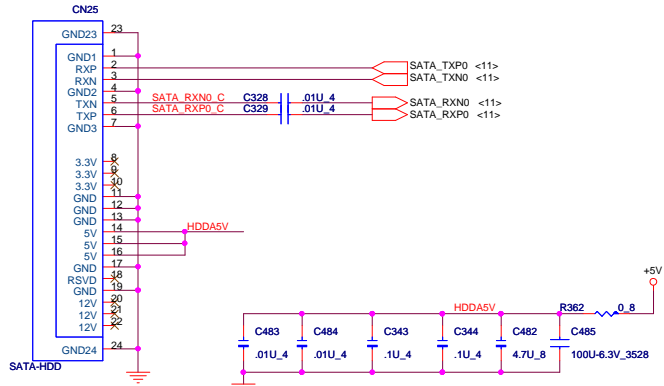 CN25
GND23 23
GND1 1
RXP 2 SATA_TXP0 <11>
RXN 3 SATA_TXN0 <11>
GND2 4
TXN 5 SATA_RXN0_C C328 .01U_4 SATA_RXN0 <11>
TXP 6 SATA_RXP0_C C329 .01U_4 SATA_RXP0 <11>
GND3 7
3.3V 8
3.3V 9
3.3V 10
GND 11
GND 12
GND 13
5V 14 HDDA5V
5V 15
5V 16
GND 17
RSVD 18
GND 19
12V 20
12V 21
12V 22
GND24 24
SATA-HDD
+5V
HDDA5V R362 0_8
C483 C484 C343 C344 C482 C485
.01U_4 .01U_4 .1U_4 .1U_4 4.7U_8 100U-6.3V_3528